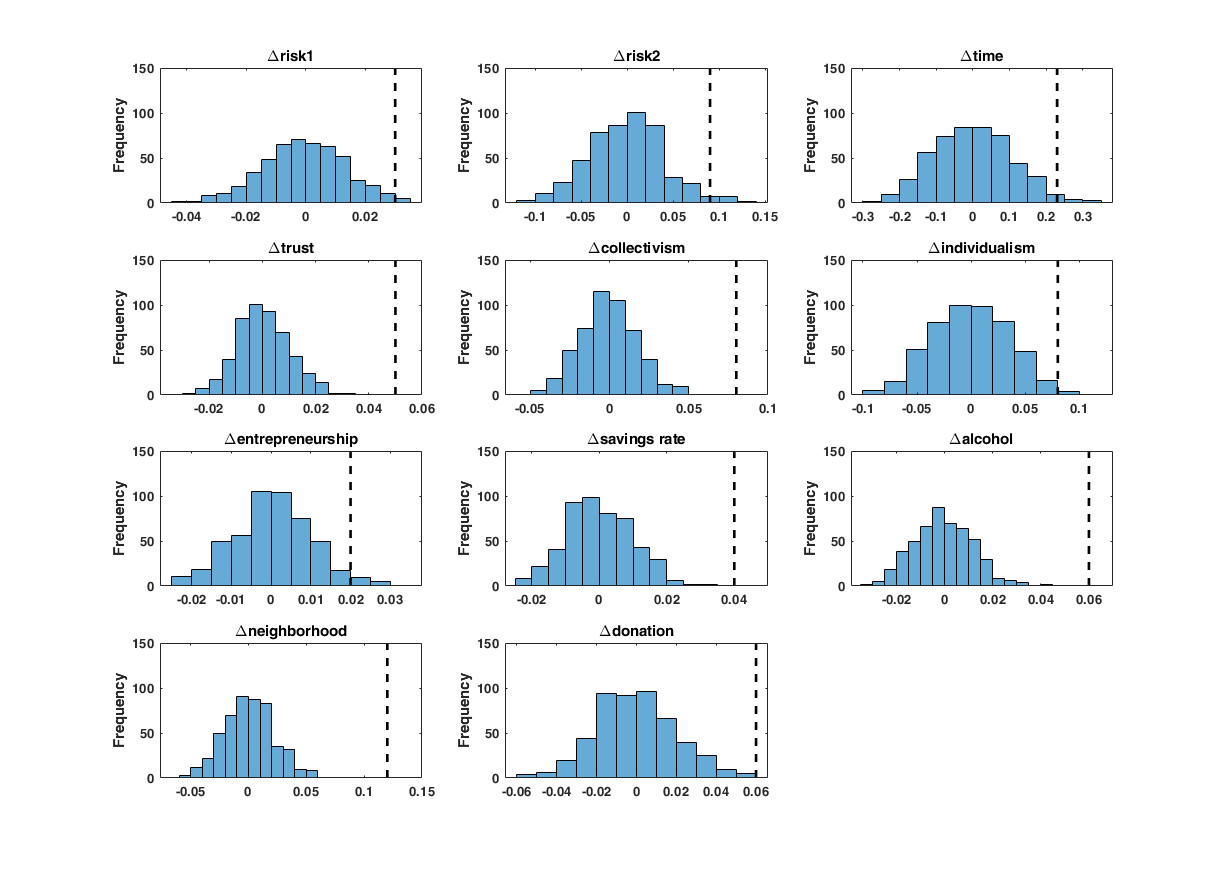 Δrisk1
Δrisk2
Δtime
150
100
50
0
Frequency
-0.04 -0.02 0 0.02
150
100
50
0
Frequency
-0.1 -0.05 0 0.05 0.1 0.15
150
100
50
0
Frequency
-0.3 -0.2 -0.1 0 0.1 0.2 0.3
Δtrust
Δcollectivism
Δindividualism
150
100
50
0
Frequency
-0.02 0 0.02 0.04 0.06
150
100
50
0
Frequency
-0.05 0 0.05 0.1
150
100
50
0
Frequency
-0.1 -0.05 0 0.05 0.1
Δentrepreneurship
Δsavings rate
Δalcohol
150
100
50
0
Frequency
-0.02 -0.01 0 0.01 0.02 0.03
150
100
50
0
Frequency
-0.02 0 0.02 0.04
150
100
50
0
Frequency
-0.02 0 0.02 0.04 0.06
Δneighborhood
Δdonation
150
100
50
0
Frequency
-0.05 0 0.05 0.1 0.15
150
100
50
0
Frequency
-0.06 -0.04 -0.02 0 0.02 0.04 0.06